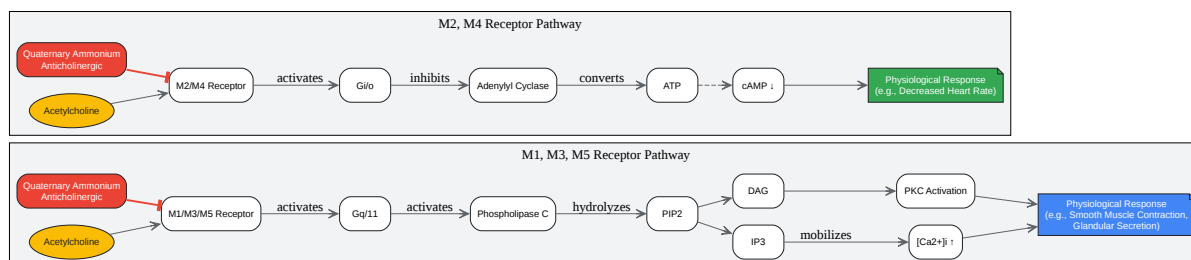 M2, M4 Receptor Pathway
Quaternary Ammonium
Anticholinergic
Acetylcholine
M2/M4 Receptor
activates
Gi/o
inhibits
Adenylyl Cyclase
converts
ATP
cAMP ↓
Physiological Response
(e.g., Decreased Heart Rate)
M1, M3, M5 Receptor Pathway
Quaternary Ammonium
Anticholinergic
Acetylcholine
M1/M3/M5 Receptor
activates
Gq/11
activates
Phospholipase C
hydrolyzes
PIP2
DAG
PKC Activation
IP3
mobilizes
[Ca2+]i ↑
Physiological Response
(e.g., Smooth Muscle Contraction,
Glandular Secretion)